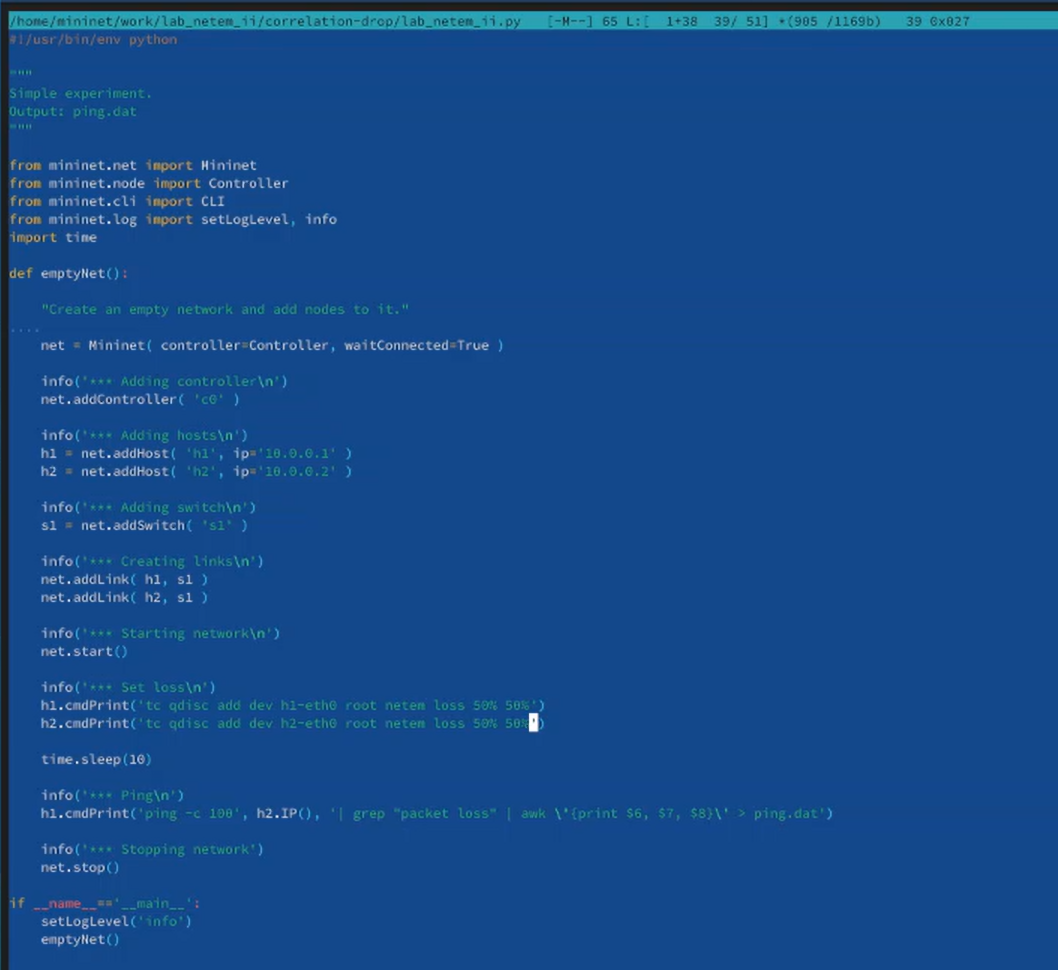 /home/mininet/work/lab_netem_ii/correlation-drop/lab_netem_ii.py [-M--] 65 L:[ 1+38 39/ 51] *(905 /1169b) 39 0x027
#!/usr/bin/env python
"""
Simple experiment.
Output: ping.dat
"""
from mininet.net import Mininet
from mininet.node import Controller
from mininet.cli import CLI
from mininet.log import setLogLevel, info
import time
def emptyNet():
"Create an empty network and add nodes to it."
....
net = Mininet( controller=Controller, waitConnected=True )
info('*** Adding controller\n')
net.addController( 'c0' )
info('*** Adding hosts\n')
h1 = net.addHost( 'h1', ip='10.0.0.1' )
h2 = net.addHost( 'h2', ip='10.0.0.2' )
info('*** Adding switch\n')
s1 = net.addSwitch( 's1' )
info('*** Creating links\n')
net.addLink( h1, s1 )
net.addLink( h2, s1 )
info('*** Starting network\n')
net.start()
info('*** Set loss\n')
h1.cmdPrint('tc qdisc add dev h1-eth0 root netem loss 50% 50%')
h2.cmdPrint('tc qdisc add dev h2-eth0 root netem loss 50% 50%')
time.sleep(10)
info('*** Ping\n')
h1.cmdPrint('ping -c 100', h2.IP(), '| grep "packet loss" | awk \'{print $6, $7, $8}\' > ping.dat')
info('*** Stopping network')
net.stop()
if __name__=='__main__':
setLogLevel('info')
emptyNet()